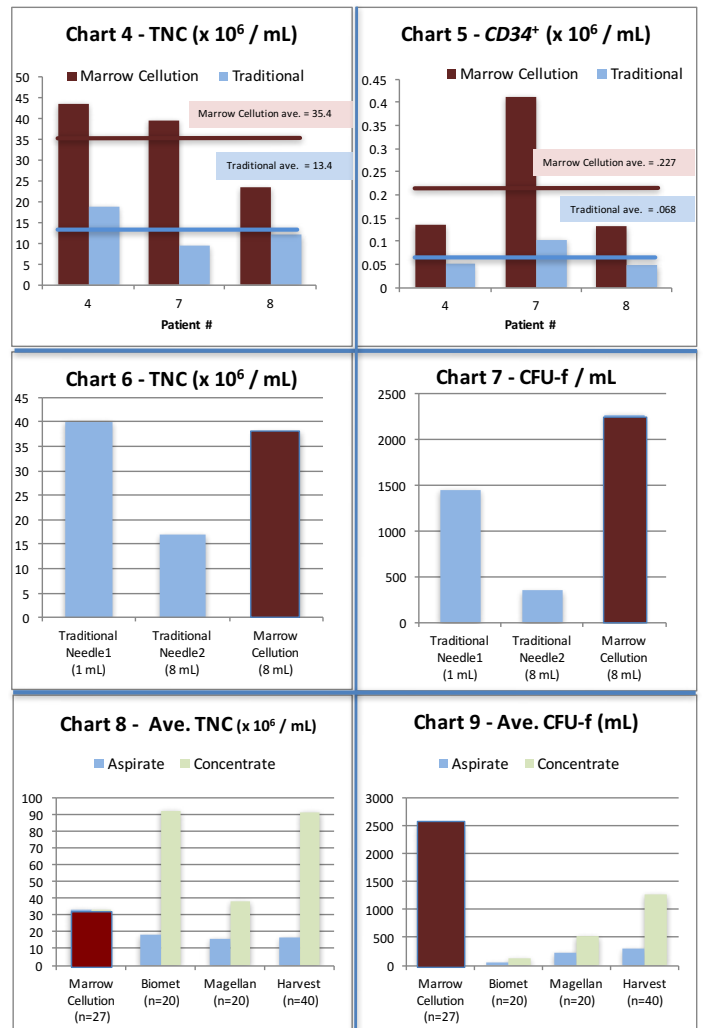 Chart 4 - TNC (x 10⁶ / mL)
Marrow Cellution Traditional
50
45
40
35
30
25
20
15
10
5
0
Marrow Cellution ave. = 35.4
Traditional ave. = 13.4
4 7 8
Patient #
Chart 5 - CD34⁺ (x 10⁶ / mL)
Marrow Cellution Traditional
0.45
0.4
0.35
0.3
0.25
0.2
0.15
0.1
0.05
0
Marrow Cellution ave. = .227
Traditional ave. = .068
4 7 8
Patient #
Chart 6 - TNC (x 10⁶ / mL)
45
40
35
30
25
20
15
10
5
0
Traditional Traditional Marrow
Needle1 Needle2 Cellution
(1 mL) (8 mL) (8 mL)
Chart 7 - CFU-f / mL
2500
2000
1500
1000
500
0
Traditional Traditional Marrow
Needle1 Needle2 Cellution
(1 mL) (8 mL) (8 mL)
Chart 8 - Ave. TNC (x 10⁶ / mL)
Aspirate Concentrate
100
90
80
70
60
50
40
30
20
10
0
Marrow Biomet Magellan Harvest
Cellution (n=20) (n=20) (n=40)
(n=27)
Chart 9 - Ave. CFU-f (mL)
Aspirate Concentrate
3000
2500
2000
1500
1000
500
0
Marrow Biomet Magellan Harvest
Cellution (n=20) (n=20) (n=40)
(n=27)